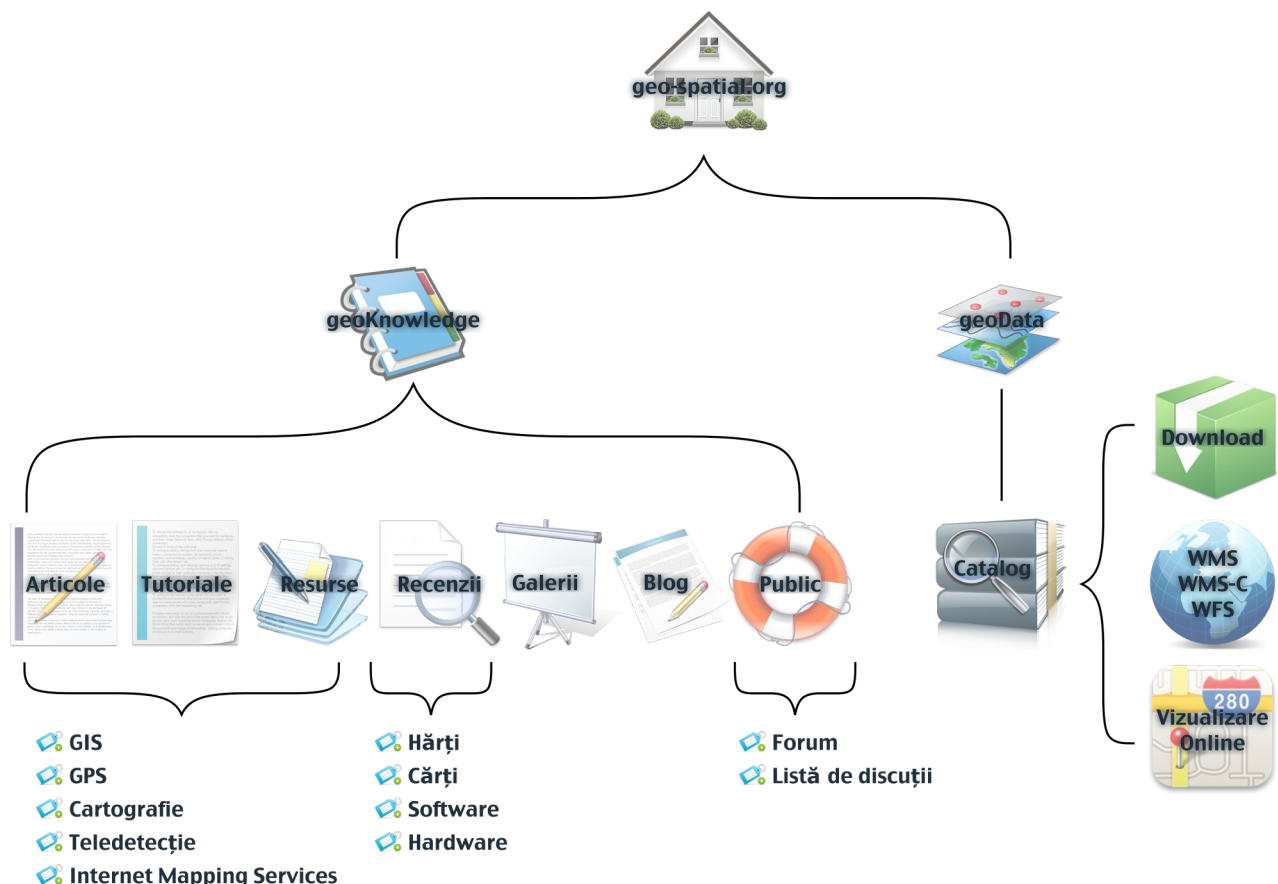 geo-spatial.org
geoKnowledge
geoData
Download
Articole
Tutoriale
Resurse
Recenzii
Galerii
Blog
Public
Catalog
WMS
WMS-C
WFS
280
Vizualizare
Online
GIS
GPS
Cartografie
Teledetecție
Internet Mapping Services
Hărți
Cărți
Software
Hardware
Forum
Listă de discuții